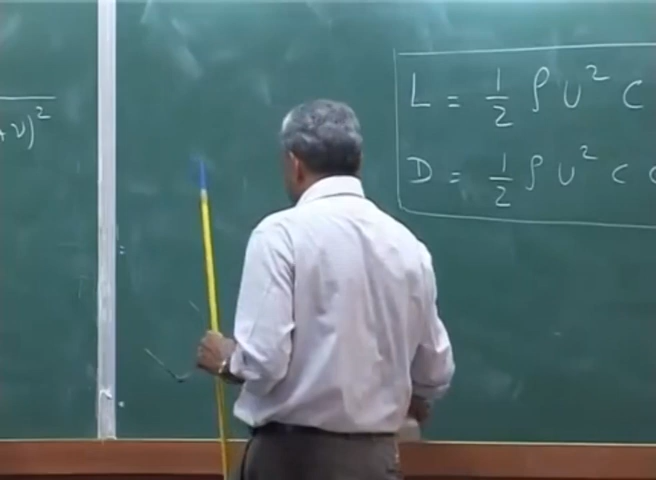 +ν)²
L = 1/2 ρ U² C
D = 1/2 ρ U² C C